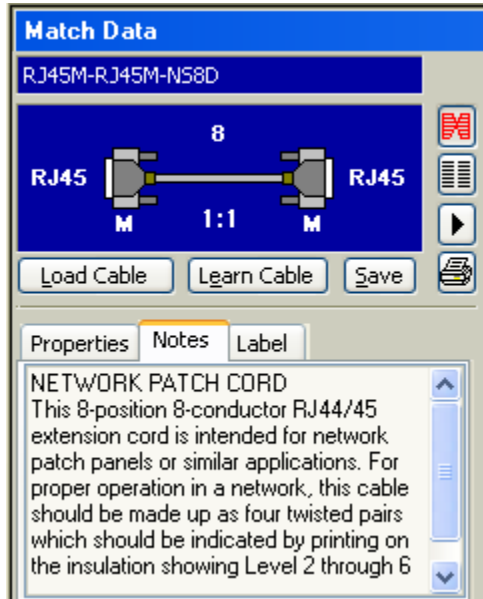 Match Data
RJ45M-RJ45M-NS8D
8
RJ45 RJ45
M 1:1 M
Load Cable Learn Cable Save
Properties Notes Label
NETWORK PATCH CORD
This 8-position 8-conductor RJ44/45
extension cord is intended for network
patch panels or similar applications. For
proper operation in a network, this cable
should be made up as four twisted pairs
which should be indicated by printing on
the insulation showing Level 2 through 6